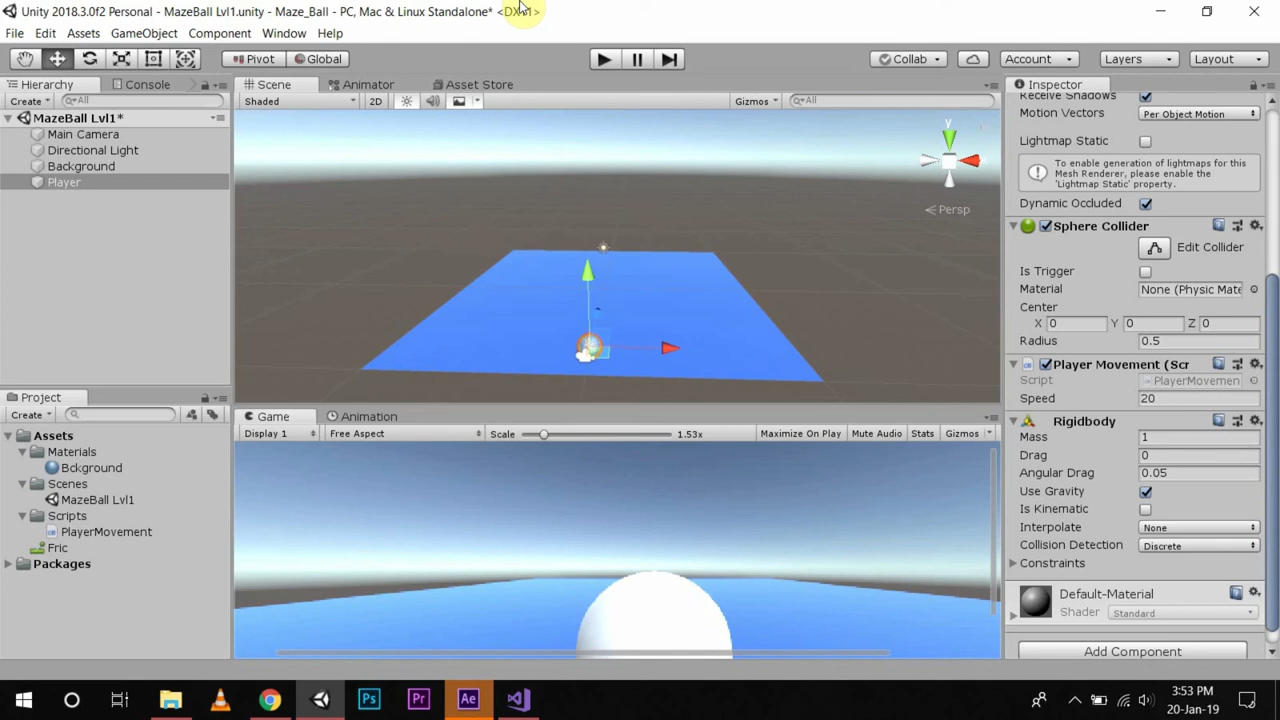 Unity 2018.3.0f2 Personal - MazeBall Lvl1.unity - Maze_Ball - PC, Mac & Linux Standalone* <DX11>
File Edit Assets GameObject Component Window Help
Pivot Global Collab Account Layers Layout
Hierarchy Console Scene Animator Asset Store Inspector
Create All Shaded 2D Gizmos All Receive Shadows
MazeBall Lvl1* Motion Vectors Per Object Motion
Main Camera y
Directional Light Lightmap Static
Background To enable generation of lightmaps for this
Mesh Renderer, please enable the
Player 'Lightmap Static' property.
Persp Dynamic Occluded
Sphere Collider
Edit Collider
Is Trigger
Material None (Physic Mate
Center
X 0 Y 0 Z 0
Radius 0.5
Player Movement (Scr
Script PlayerMovemen
Project Speed 20
Create Game Animation Rigidbody
Display 1 Free Aspect Scale 1.53x Maximize On Play Mute Audio Stats Gizmos Mass 1
Assets
Materials Drag 0
Bckground Angular Drag 0.05
Scenes Use Gravity
MazeBall Lvl1 Is Kinematic
Scripts Interpolate None
PlayerMovement
Fric Collision Detection Discrete
Packages Constraints
Default-Material
Shader Standard
Add Component
Ps Pr Ae 3:53 PM
20-Jan-19